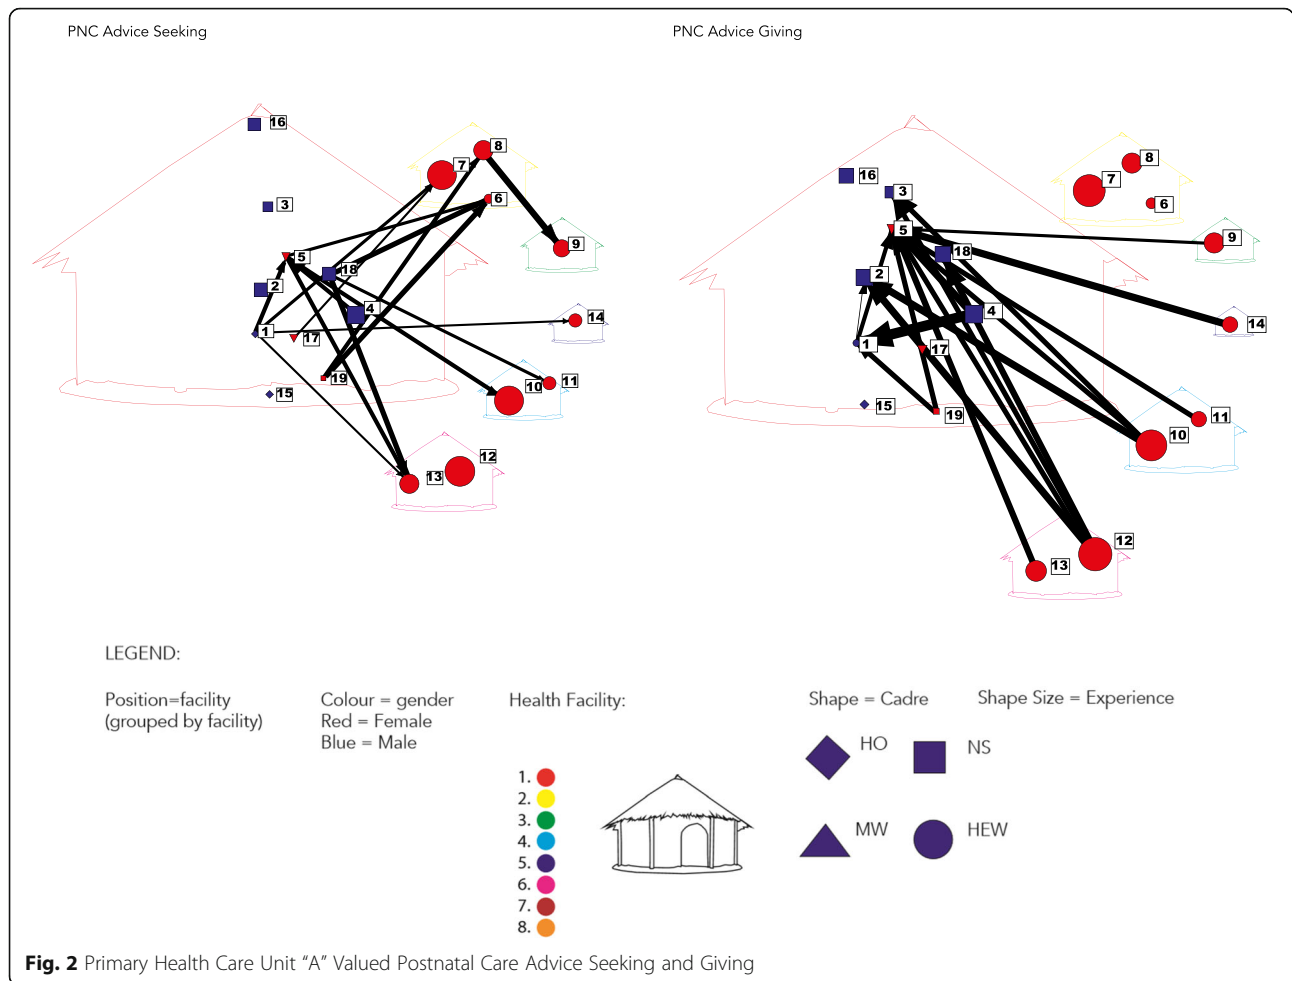 PNC Advice Seeking
PNC Advice Giving
16
3
5
2
18
4
1
17
19
15
7
8
6
9
14
10
11
12
13
16
3
5
18
2
4
1
17
15
19
8
7
6
9
14
11
10
12
13
LEGEND:
Position=facility
(grouped by facility)
Colour = gender
Red = Female
Blue = Male
Health Facility:
1.
2.
3.
4.
5.
6.
7.
8.
Shape = Cadre
Shape Size = Experience
HO
NS
MW
HEW
Fig. 2 Primary Health Care Unit “A” Valued Postnatal Care Advice Seeking and Giving